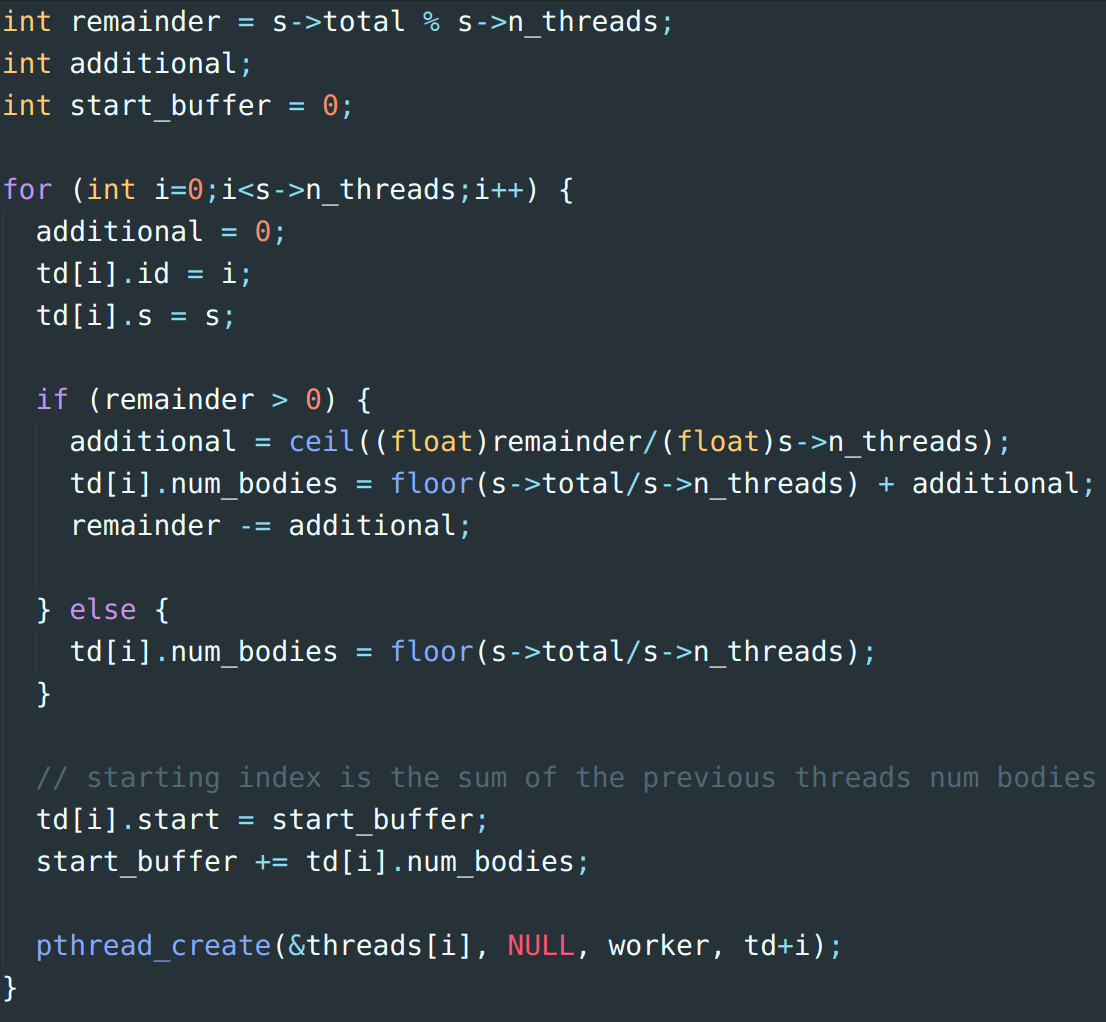 int remainder = s->total % s->n_threads;
int additional;
int start_buffer = 0;

for (int i=0;i<s->n_threads;i++) {
  additional = 0;
  td[i].id = i;
  td[i].s = s;

  if (remainder > 0) {
    additional = ceil((float)remainder/(float)s->n_threads);
    td[i].num_bodies = floor(s->total/s->n_threads) + additional;
    remainder -= additional;

  } else {
    td[i].num_bodies = floor(s->total/s->n_threads);
  }

  // starting index is the sum of the previous threads num bodies
  td[i].start = start_buffer;
  start_buffer += td[i].num_bodies;

  pthread_create(&threads[i], NULL, worker, td+i);
}